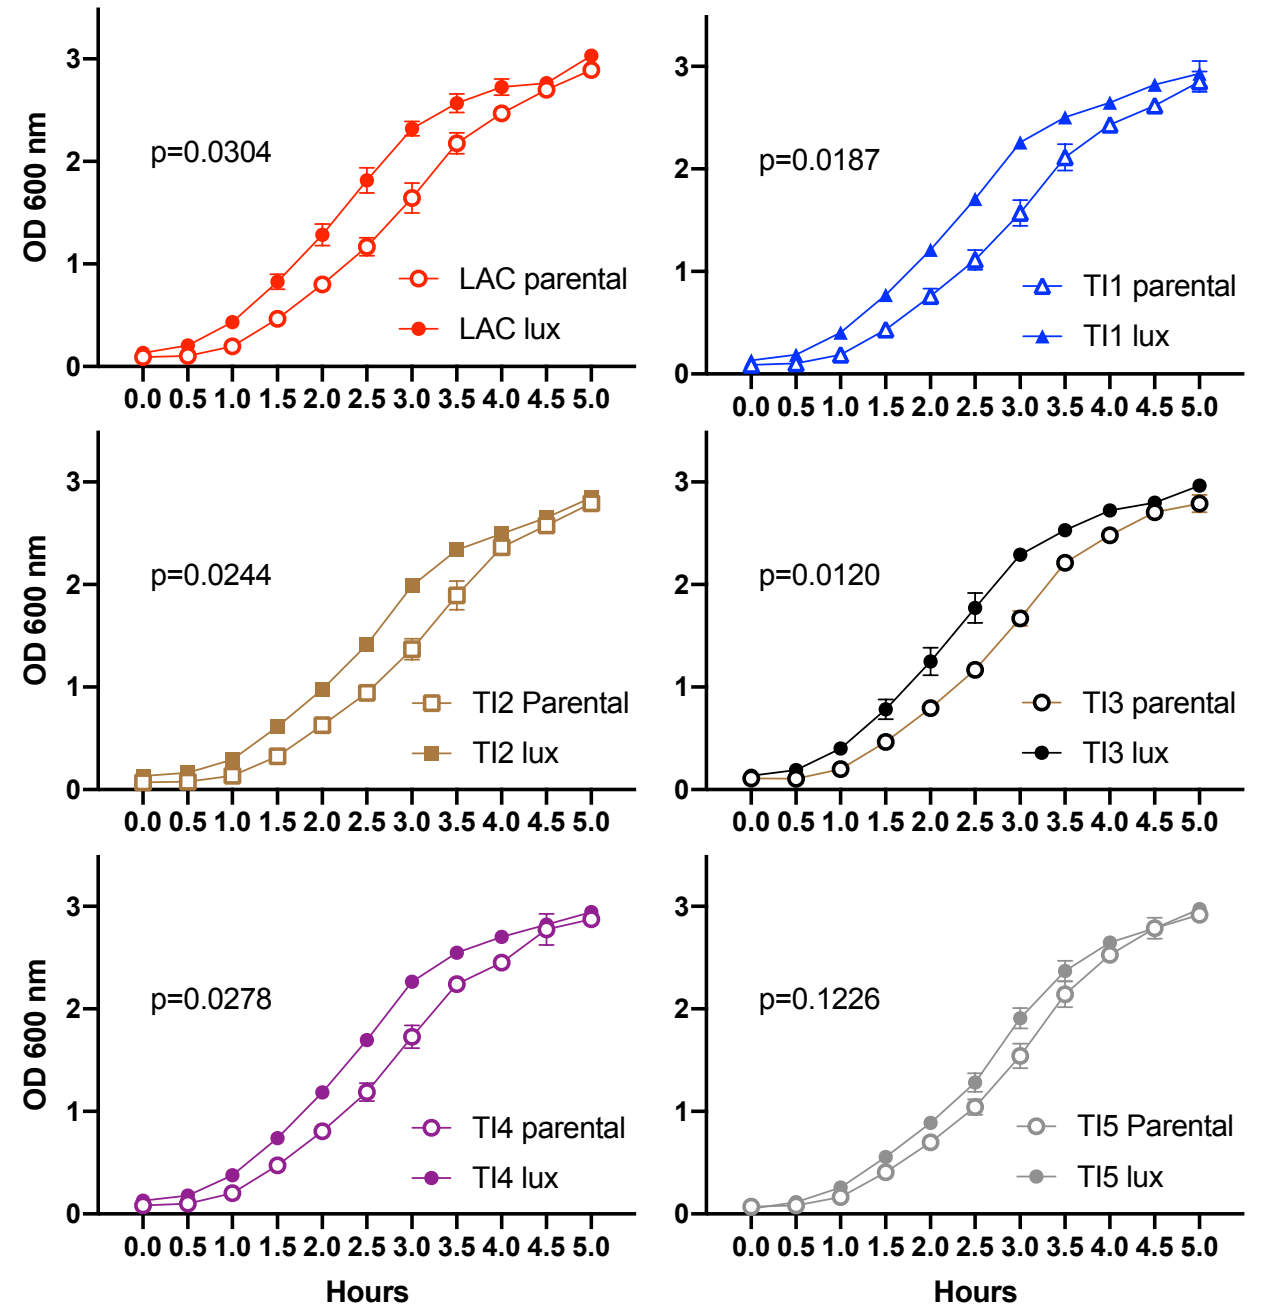 3
2
1
0
OD 600 nm
p=0.0304
LAC parental
LAC lux
0.0 0.5 1.0 1.5 2.0 2.5 3.0 3.5 4.0 4.5 5.0
3
2
1
0
p=0.0187
TI1 parental
TI1 lux
0.0 0.5 1.0 1.5 2.0 2.5 3.0 3.5 4.0 4.5 5.0
3
2
1
0
OD 600 nm
p=0.0244
TI2 Parental
TI2 lux
0.0 0.5 1.0 1.5 2.0 2.5 3.0 3.5 4.0 4.5 5.0
3
2
1
0
p=0.0120
TI3 parental
TI3 lux
0.0 0.5 1.0 1.5 2.0 2.5 3.0 3.5 4.0 4.5 5.0
3
2
1
0
OD 600 nm
p=0.0278
TI4 parental
TI4 lux
0.0 0.5 1.0 1.5 2.0 2.5 3.0 3.5 4.0 4.5 5.0
Hours
3
2
1
0
p=0.1226
TI5 Parental
TI5 lux
0.0 0.5 1.0 1.5 2.0 2.5 3.0 3.5 4.0 4.5 5.0
Hours